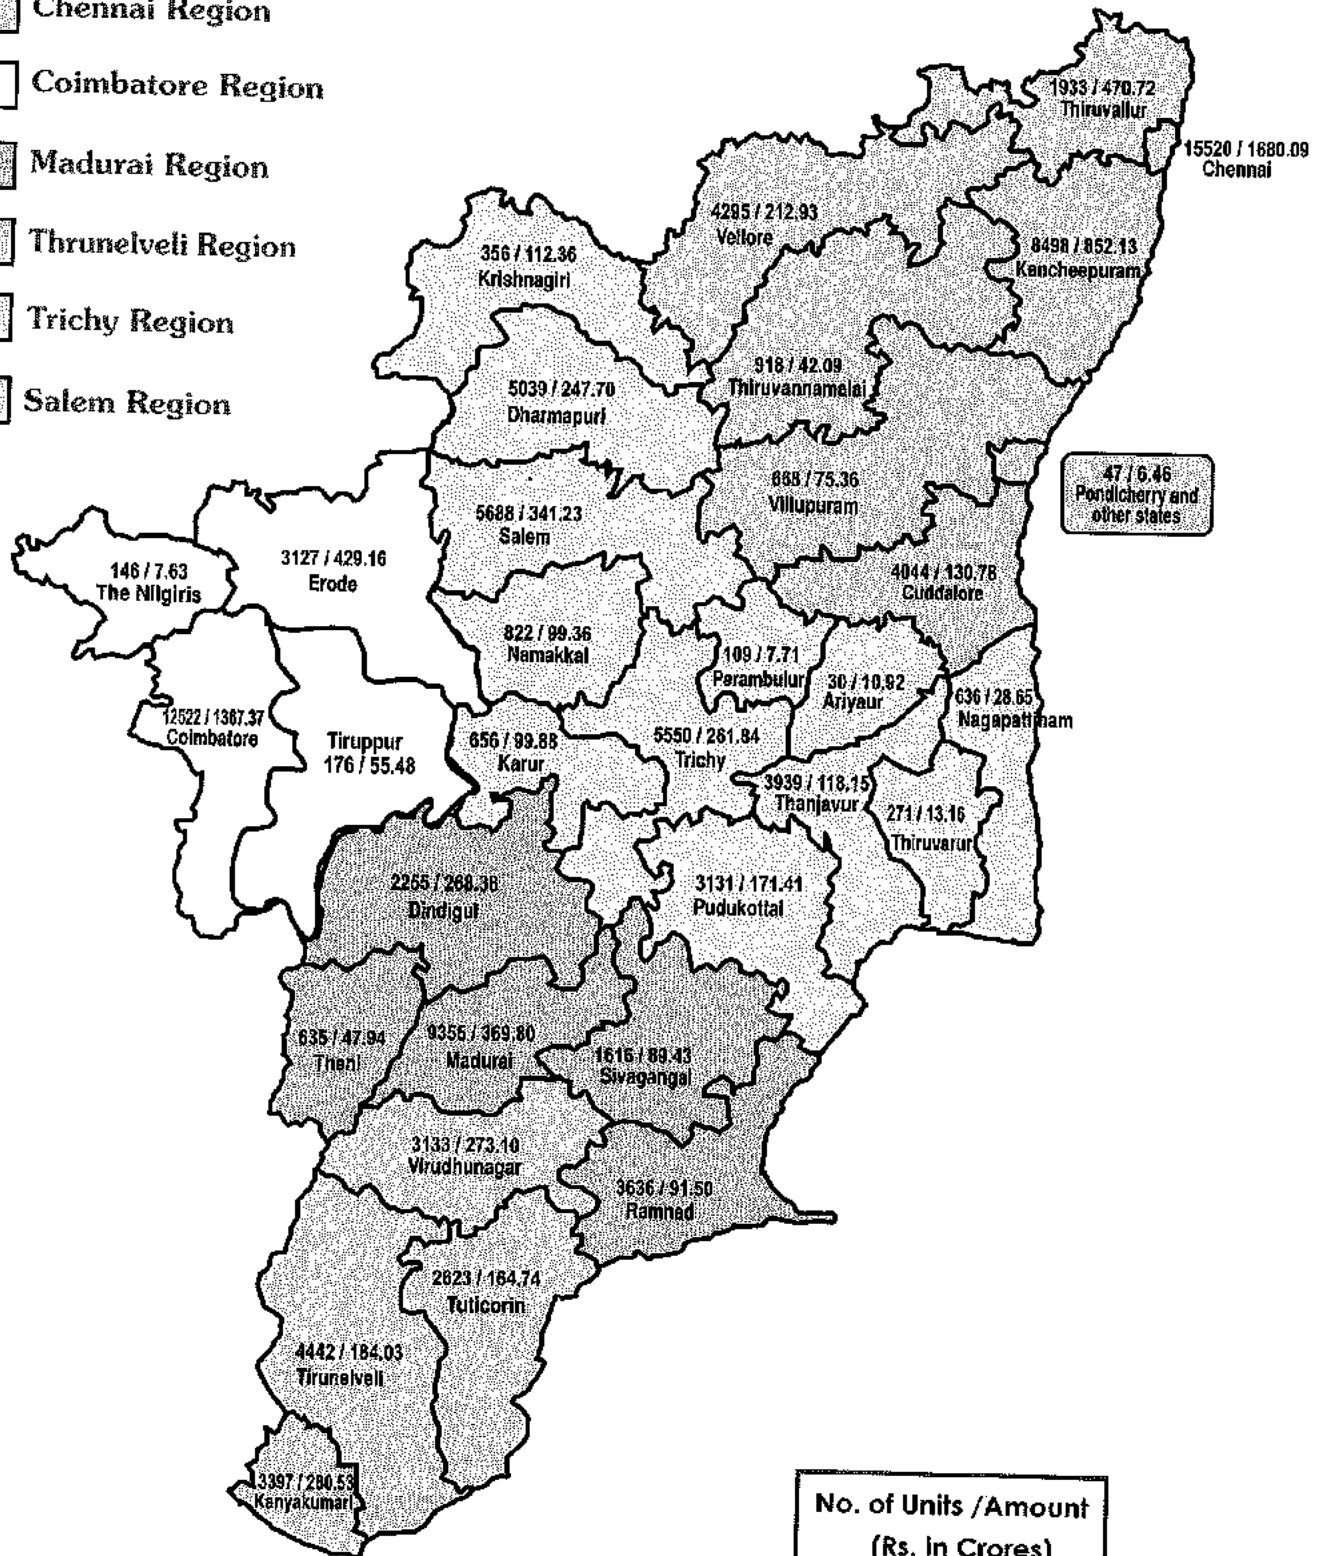 Chennai Region
Coimbatore Region
Madurai Region
Thrunelveli Region
Trichy Region
Salem Region
1933 / 470.72
Thiruvallur
15520 / 1680.09
Chennai
4295 / 212.93
Vellore
8498 / 852.13
Kancheepuram
356 / 112.36
Krishnagiri
918 / 42.09
Thiruvannamalai
5039 / 247.70
Dharmapuri
668 / 75.36
Villupuram
47 / 6.46
Pondicherry and
other states
5688 / 341.23
Salem
3127 / 429.16
Erode
146 / 7.63
The Nilgiris
4044 / 130.78
Cuddalore
822 / 99.36
Namakkal
109 / 7.71
Perambulur
30 / 10.92
Ariyaur
636 / 28.65
Nagapattinam
12522 / 1367.37
Coimbatore
Tiruppur
176 / 55.48
656 / 99.88
Karur
5550 / 261.84
Trichy
3939 / 118.15
Thanjavur
271 / 13.16
Thiruvarur
2255 / 268.38
Dindigul
3131 / 171.41
Pudukottai
635 / 47.94
Theni
9355 / 369.80
Madurai
1616 / 89.43
Sivagangai
3133 / 273.10
Virudhunagar
3636 / 91.50
Ramnad
2623 / 164.74
Tuticorin
4442 / 184.03
Tirunelveli
3397 / 280.53
Kanyakumari
No. of Units /Amount
(Rs. in Crores)